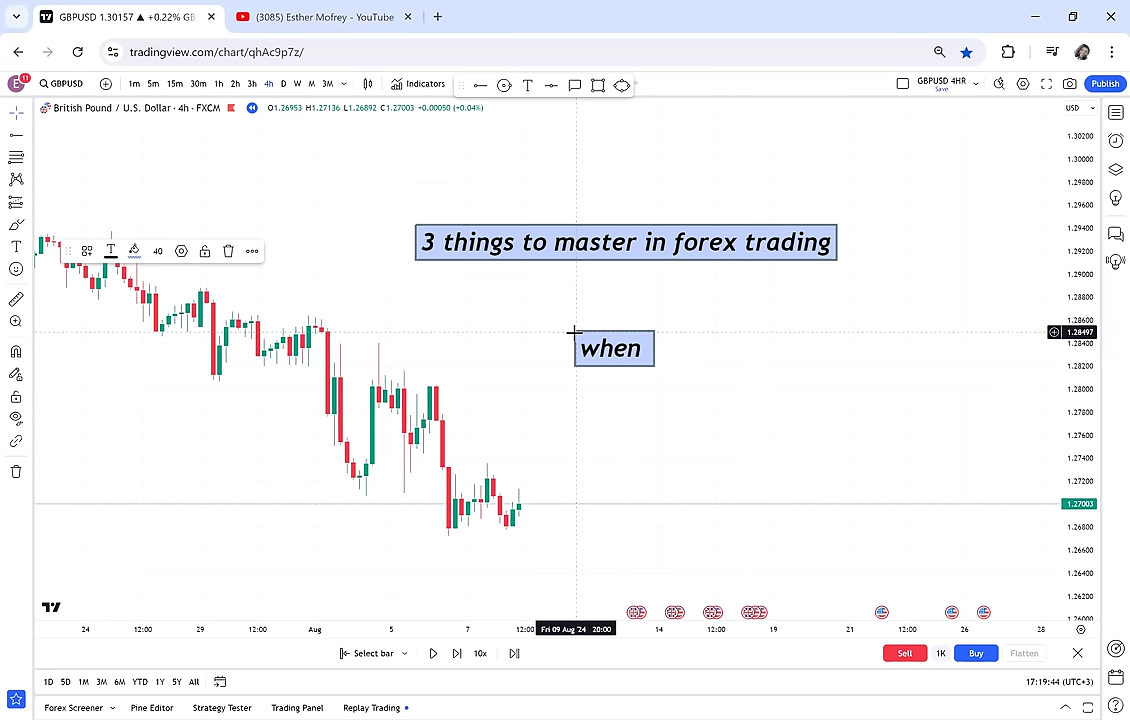 GBPUSD 1.30157 ▲ +0.22% GB
(3085) Esther Mofrey - YouTube
tradingview.com/chart/qhAc9p7z/
E 11 GBPUSD 1m 5m 15m 30m 1h 2h 3h 4h D W M 3M Indicators GBPUSD 4HR Save Publish
British Pound / U.S. Dollar · 4h · FXCM O1.26953 H1.27136 L1.26892 C1.27003 +0.00050 (+0.04%) USD
1.30200
1.30000
1.29800
1.29600
1.29400
3 things to master in forex trading
40
1.29200
1.29000
1.28800
1.28600
1.28497
1.28400
when
1.28200
1.28000
1.27800
1.27600
1.27400
1.27200
1.27003
1.26800
1.26600
1.26400
1.26200
1.26000
24 12:00 29 12:00 Aug 5 7 12:00 Fri 09 Aug '24 20:00 14 12:00 19 21 12:00 26 28
Select bar 10x Sell 1K Buy Flatten
1D 5D 1M 3M 6M YTD 1Y 5Y All 17:19:44 (UTC+3)
Forex Screener Pine Editor Strategy Tester Trading Panel Replay Trading